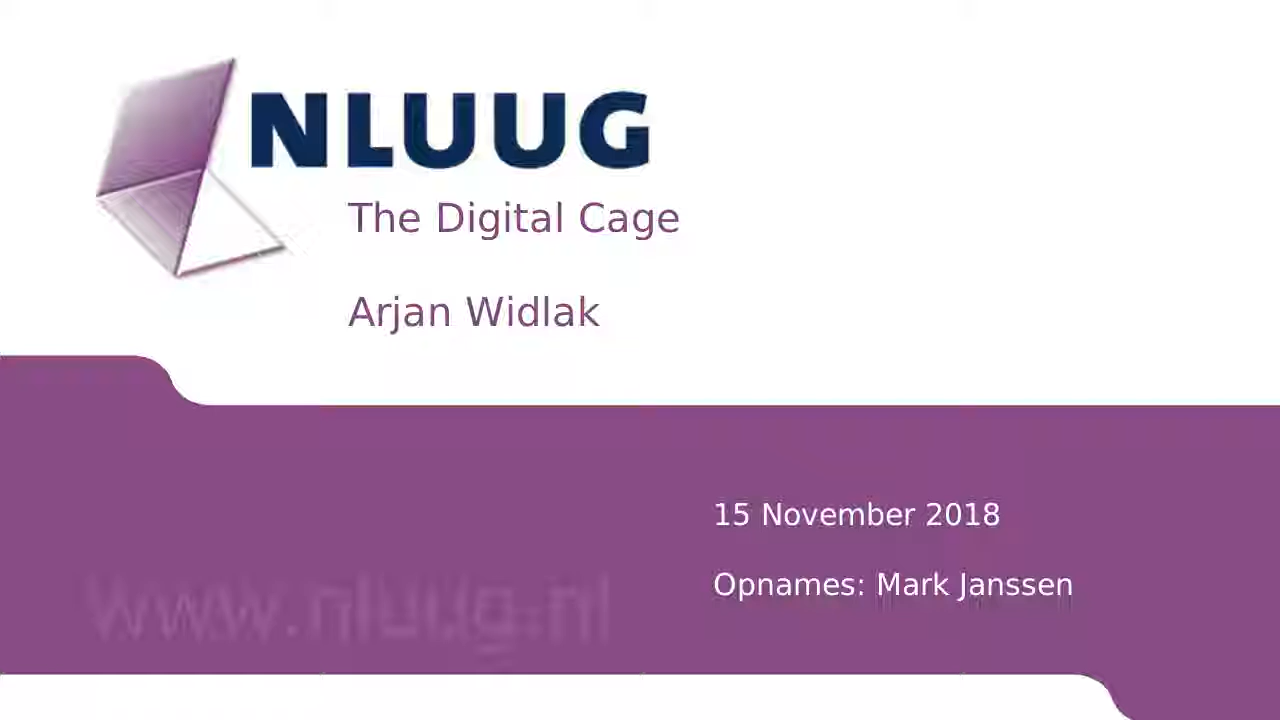 NLUUG
The Digital Cage
Arjan Widlak
15 November 2018
Opnames: Mark Janssen
www.nluug.nl